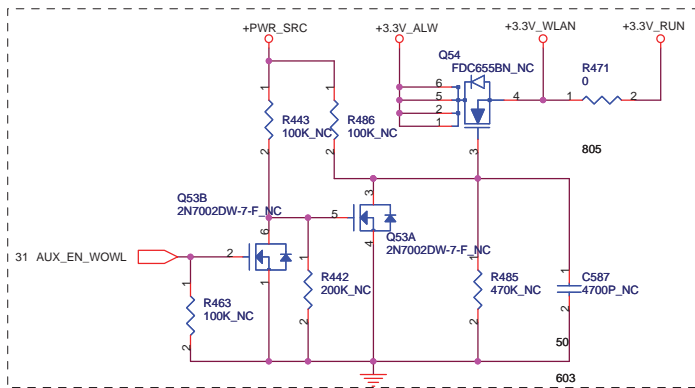 +PWR_SRC
+3.3V_ALW
+3.3V_WLAN
+3.3V_RUN
Q54
FDC655BN_NC
6
5
2
1
4
3
R471
0
1
2
805
1
R443
100K_NC
2
1
R486
100K_NC
2
Q53B
2N7002DW-7-F_NC
6
2
1
5
3
4
Q53A
2N7002DW-7-F_NC
31 AUX_EN_WOWL
1
R463
100K_NC
2
1
R442
200K_NC
2
1
R485
470K_NC
2
1
C587
4700P_NC
2
50
603